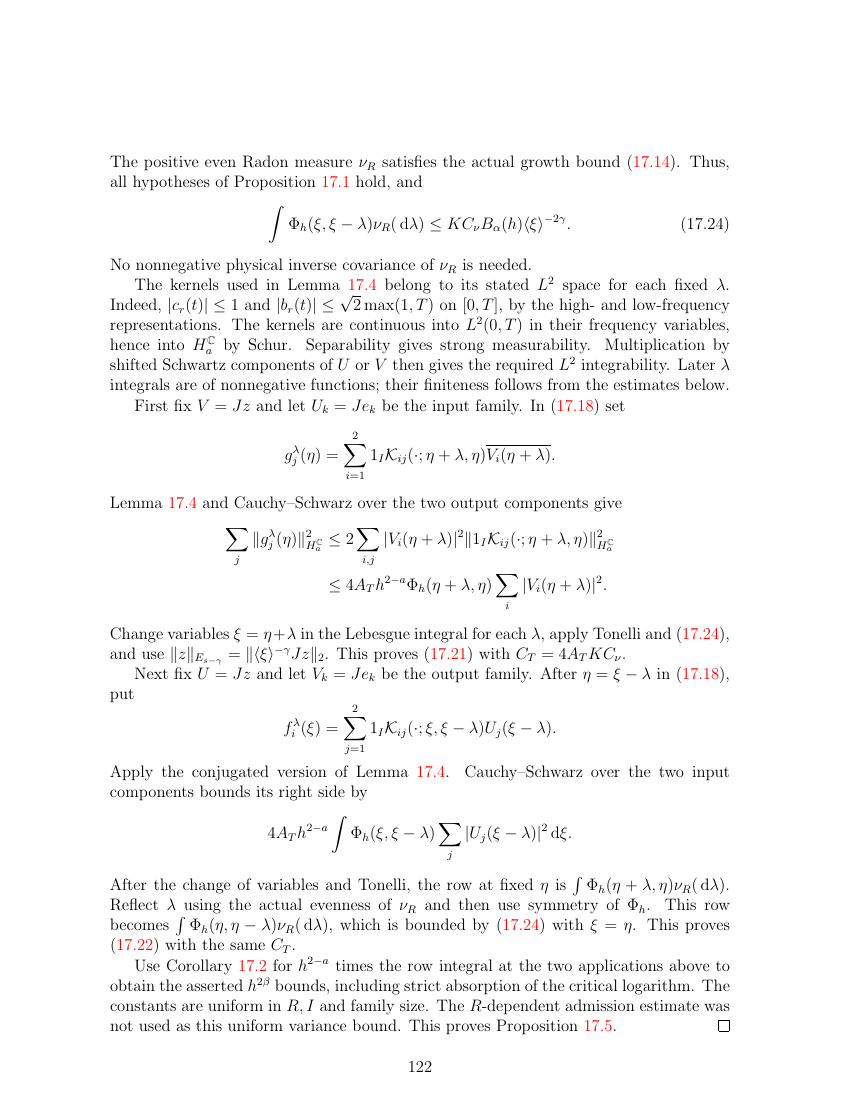 The positive even Radon measure ν_R satisfies the actual growth bound (17.14). Thus,
all hypotheses of Proposition 17.1 hold, and
∫ Φ_h(ξ, ξ − λ)ν_R( dλ) ≤ KC_νB_α(h)⟨ξ⟩^{−2γ}. (17.24)
No nonnegative physical inverse covariance of ν_R is needed.
The kernels used in Lemma 17.4 belong to its stated L² space for each fixed λ.
Indeed, |c_r(t)| ≤ 1 and |b_r(t)| ≤ √2 max(1, T) on [0, T], by the high- and low-frequency
representations. The kernels are continuous into L²(0, T) in their frequency variables,
hence into H_a^ℂ by Schur. Separability gives strong measurability. Multiplication by
shifted Schwartz components of U or V then gives the required L² integrability. Later λ
integrals are of nonnegative functions; their finiteness follows from the estimates below.
First fix V = Jz and let U_k = Je_k be the input family. In (17.18) set
g_j^λ(η) = ∑_{i=1}^{2} 1_I𝒦_{ij}(·; η + λ, η)\overline{V_i(η + λ)}.
Lemma 17.4 and Cauchy–Schwarz over the two output components give
∑_j ‖g_j^λ(η)‖²_{H_a^ℂ} ≤ 2 ∑_{i,j} |V_i(η + λ)|²‖1_I𝒦_{ij}(·; η + λ, η)‖²_{H_a^ℂ}
≤ 4A_T h^{2−a}Φ_h(η + λ, η) ∑_i |V_i(η + λ)|².
Change variables ξ = η+λ in the Lebesgue integral for each λ, apply Tonelli and (17.24),
and use ‖z‖_{E_{s−γ}} = ‖⟨ξ⟩^{−γ}Jz‖_2. This proves (17.21) with C_T = 4A_T KC_ν.
Next fix U = Jz and let V_k = Je_k be the output family. After η = ξ − λ in (17.18),
put
f_i^λ(ξ) = ∑_{j=1}^{2} 1_I𝒦_{ij}(·; ξ, ξ − λ)U_j(ξ − λ).
Apply the conjugated version of Lemma 17.4. Cauchy–Schwarz over the two input
components bounds its right side by
4A_T h^{2−a} ∫ Φ_h(ξ, ξ − λ) ∑_j |U_j(ξ − λ)|² dξ.
After the change of variables and Tonelli, the row at fixed η is ∫ Φ_h(η + λ, η)ν_R( dλ).
Reflect λ using the actual evenness of ν_R and then use symmetry of Φ_h. This row
becomes ∫ Φ_h(η, η − λ)ν_R( dλ), which is bounded by (17.24) with ξ = η. This proves
(17.22) with the same C_T.
Use Corollary 17.2 for h^{2−a} times the row integral at the two applications above to
obtain the asserted h^{2β} bounds, including strict absorption of the critical logarithm. The
constants are uniform in R, I and family size. The R-dependent admission estimate was
not used as this uniform variance bound. This proves Proposition 17.5. □
122